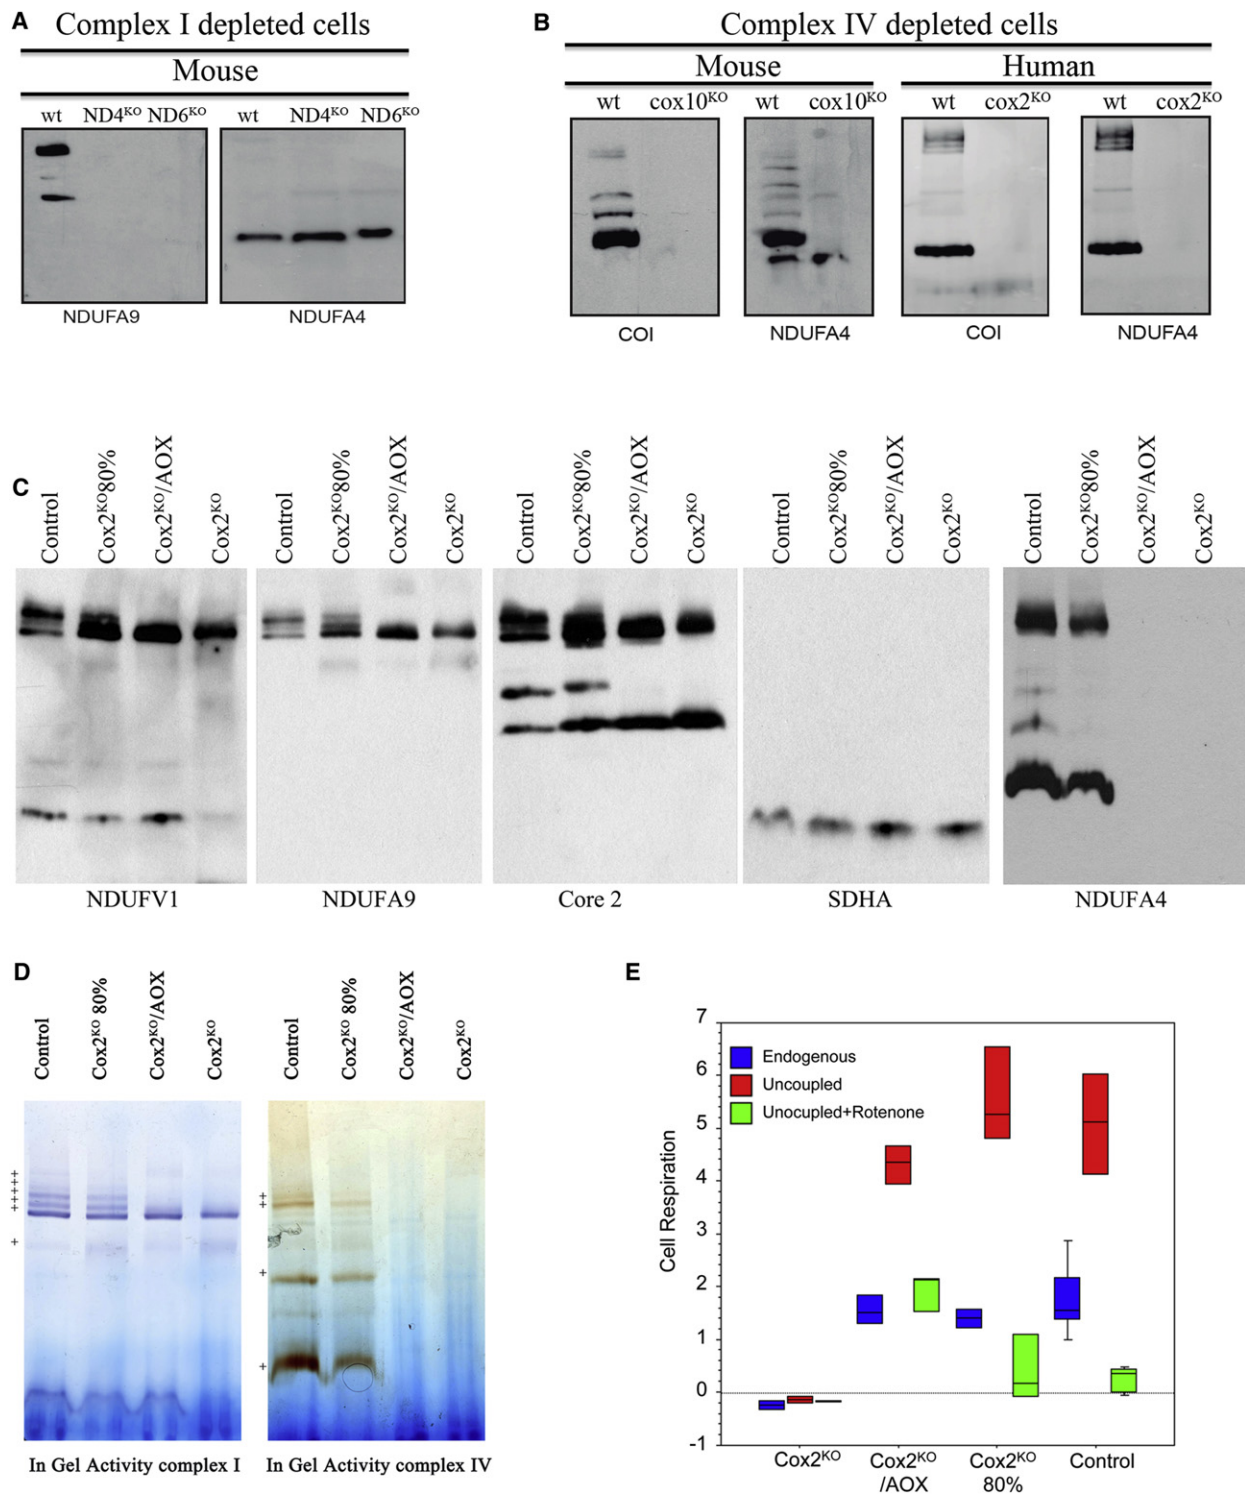 A Complex I depleted cells
Mouse
wt ND4KO ND6KO wt ND4KO ND6KO
NDUFA9 NDUFA4
B Complex IV depleted cells
Mouse Human
wt cox10KO wt cox10KO wt cox2KO wt cox2KO
COI NDUFA4 COI NDUFA4
C
Control Cox2KO80% Cox2KO/AOX Cox2KO Control Cox2KO80% Cox2KO/AOX Cox2KO Control Cox2KO80% Cox2KO/AOX Cox2KO Control Cox2KO80% Cox2KO/AOX Cox2KO Control Cox2KO80% Cox2KO/AOX Cox2KO
NDUFV1 NDUFA9 Core 2 SDHA NDUFA4
D
Control Cox2KO 80% Cox2KO/AOX Cox2KO Control Cox2KO 80% Cox2KO/AOX Cox2KO
+
+
+
+
+
+
+
+
+
+
In Gel Activity complex I In Gel Activity complex IV
E
Cell Respiration
7
6
5
4
3
2
1
0
-1
Endogenous
Uncoupled
Unocupled+Rotenone
Cox2KO Cox2KO Cox2KO Control
/AOX 80%